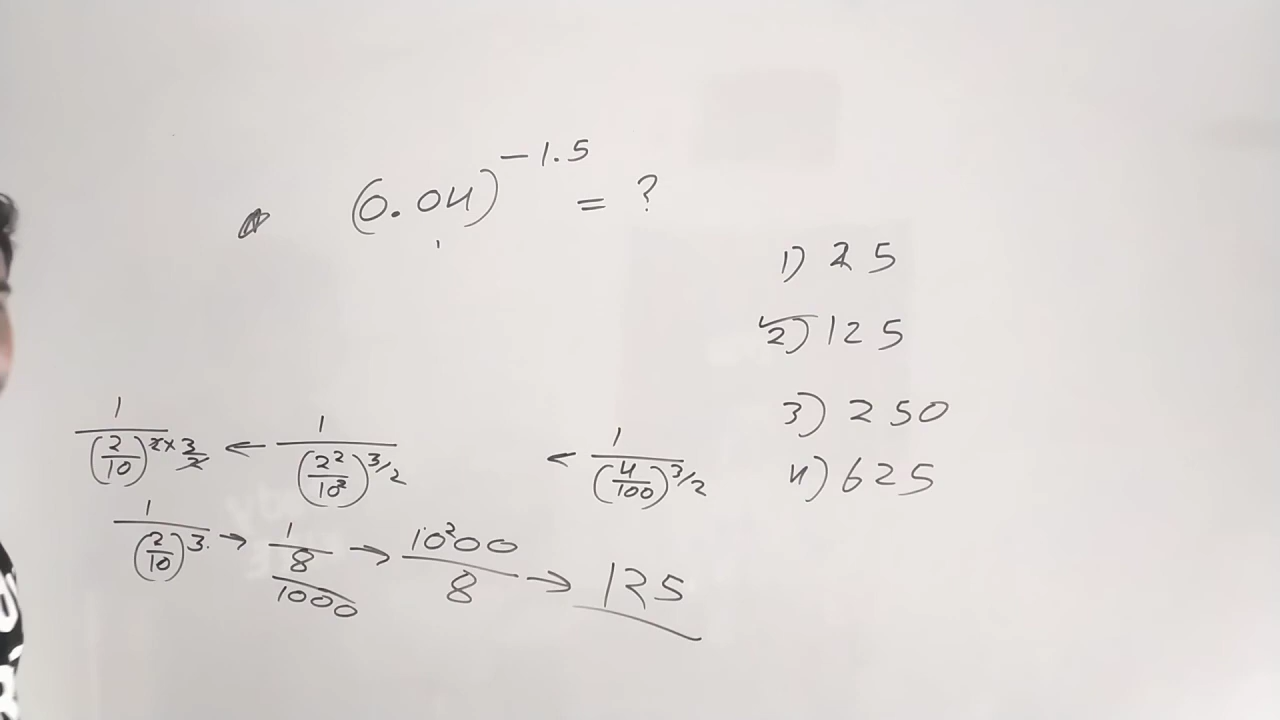 (0.04)^-1.5 = ?
1) 25
2) 125
3) 250
4) 625
1/(2/10)^2×3/2 ← 1/(2²/10²)^3/2 < 1/(4/100)^3/2
1/(2/10)^3. → 1/(8/1000) → 10²00/8 → 125